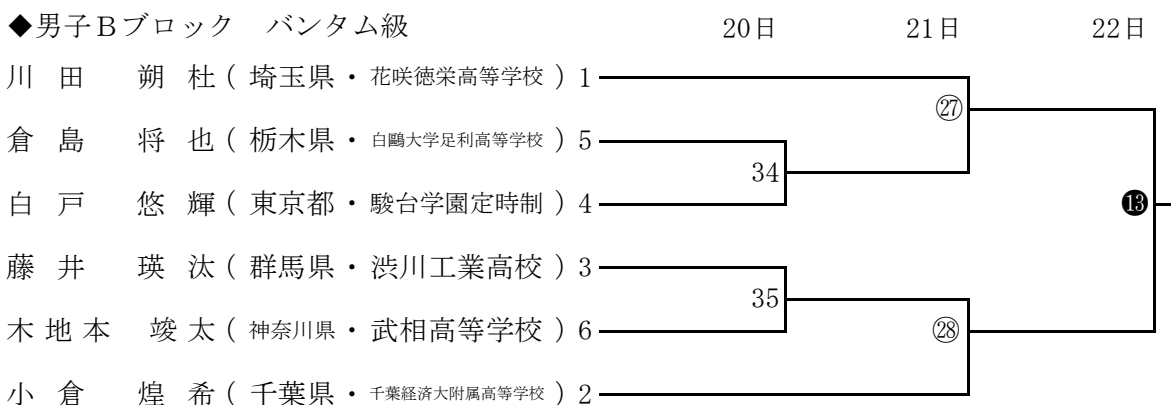 ◆男子Bブロック　バンタム級　20日　21日　22日
川田　朔杜（埼玉県・花咲徳栄高等学校）1
㉗
倉島　将也（栃木県・白鷗大学足利高等学校）5
34
白戸　悠輝（東京都・駿台学園定時制）4
⓭
藤井　瑛汰（群馬県・渋川工業高校）3
35
木地本　竣太（神奈川県・武相高等学校）6
㉘
小倉　煌希（千葉県・千葉経済大附属高等学校）2